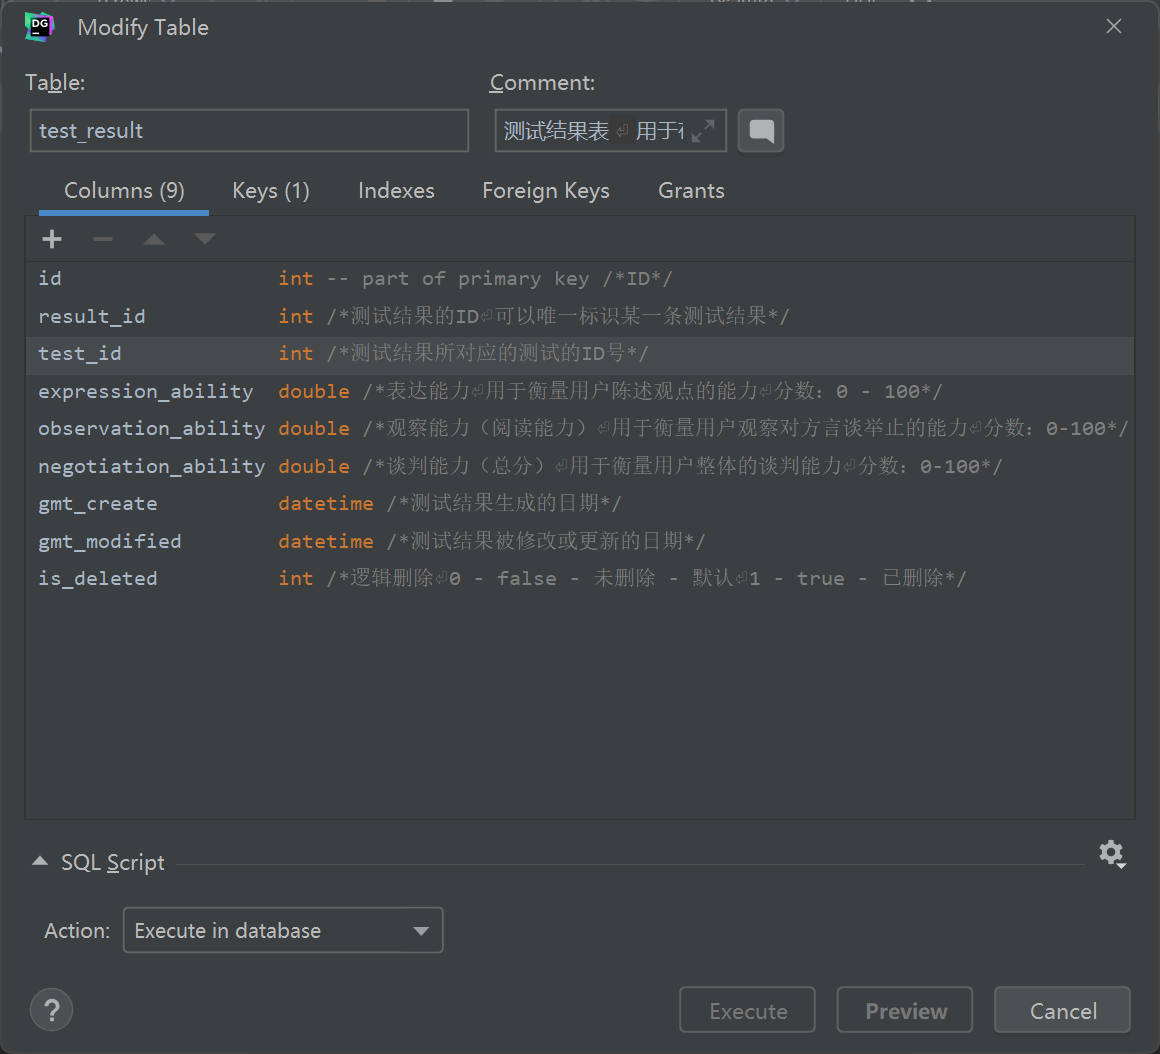 DG
Modify Table
Table:
Comment:
test_result
测试结果表 ⏎ 用于
Columns (9)
Keys (1)
Indexes
Foreign Keys
Grants
id int -- part of primary key /*ID*/
result_id int /*测试结果的ID⏎可以唯一标识某一条测试结果*/
test_id int /*测试结果所对应的测试的ID号*/
expression_ability double /*表达能力⏎用于衡量用户陈述观点的能力⏎分数：0 - 100*/
observation_ability double /*观察能力（阅读能力）⏎用于衡量用户观察对方言谈举止的能力⏎分数：0-100*/
negotiation_ability double /*谈判能力（总分）⏎用于衡量用户整体的谈判能力⏎分数：0-100*/
gmt_create datetime /*测试结果生成的日期*/
gmt_modified datetime /*测试结果被修改或更新的日期*/
is_deleted int /*逻辑删除⏎0 - false - 未删除 - 默认⏎1 - true - 已删除*/
SQL Script
Action:
Execute in database
?
Execute
Preview
Cancel